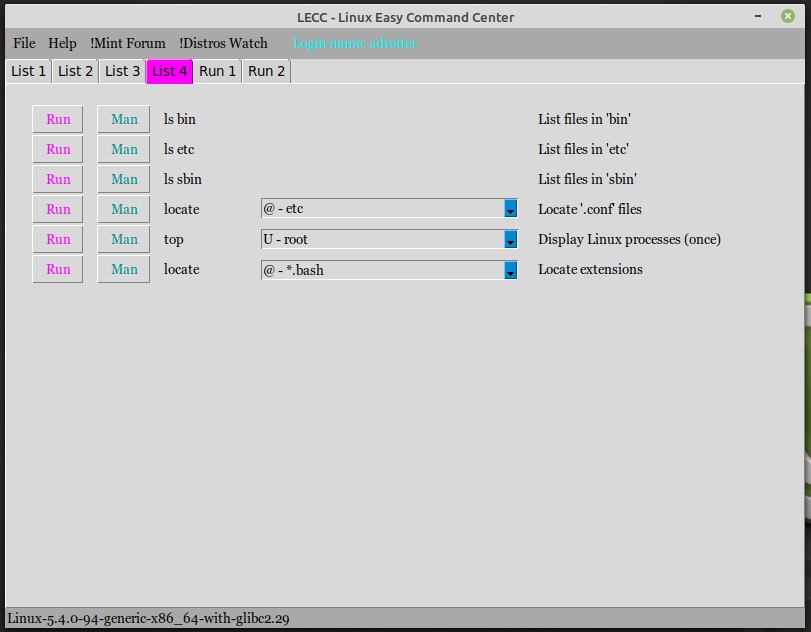 LECC - Linux Easy Command Center
File Help !Mint Forum !Distros Watch Login name: adroiter
List 1 List 2 List 3 List 4 Run 1 Run 2
Run Man ls bin List files in 'bin'
Run Man ls etc List files in 'etc'
Run Man ls sbin List files in 'sbin'
Run Man locate @ - etc Locate '.conf' files
Run Man top U - root Display Linux processes (once)
Run Man locate @ - *.bash Locate extensions
Linux-5.4.0-94-generic-x86_64-with-glibc2.29